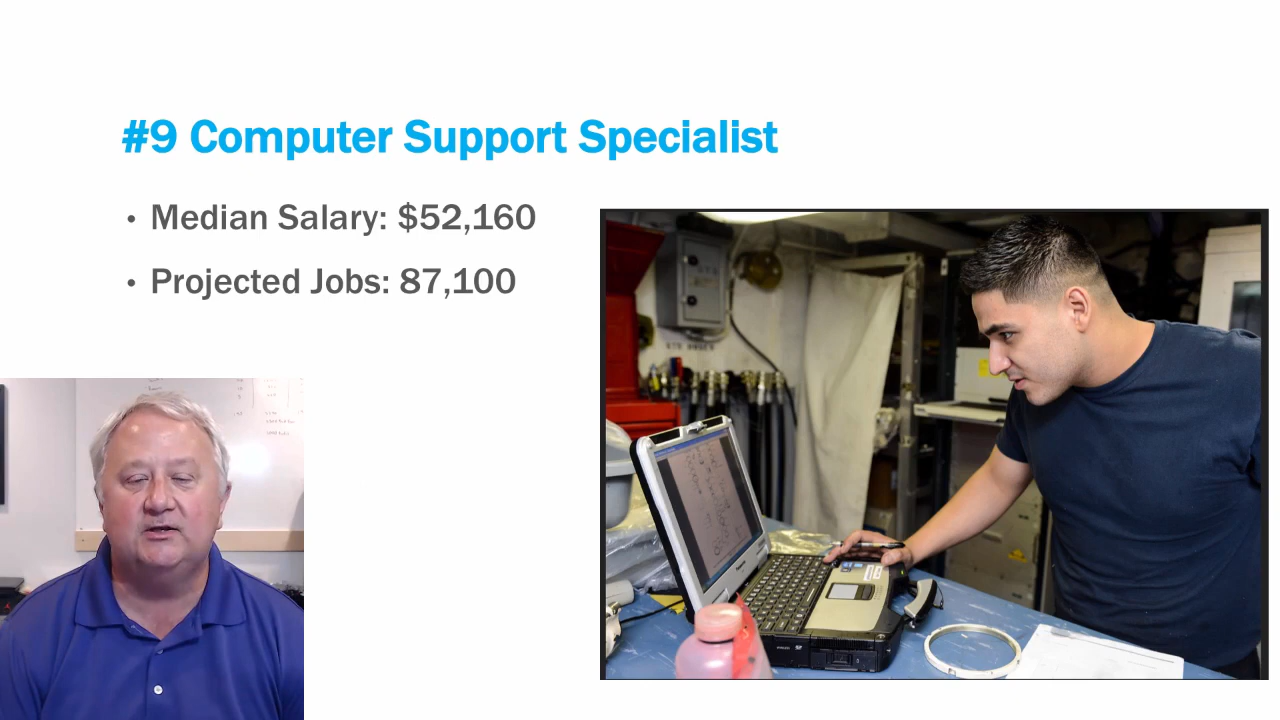 #9 Computer Support Specialist
• Median Salary: $52,160
• Projected Jobs: 87,100